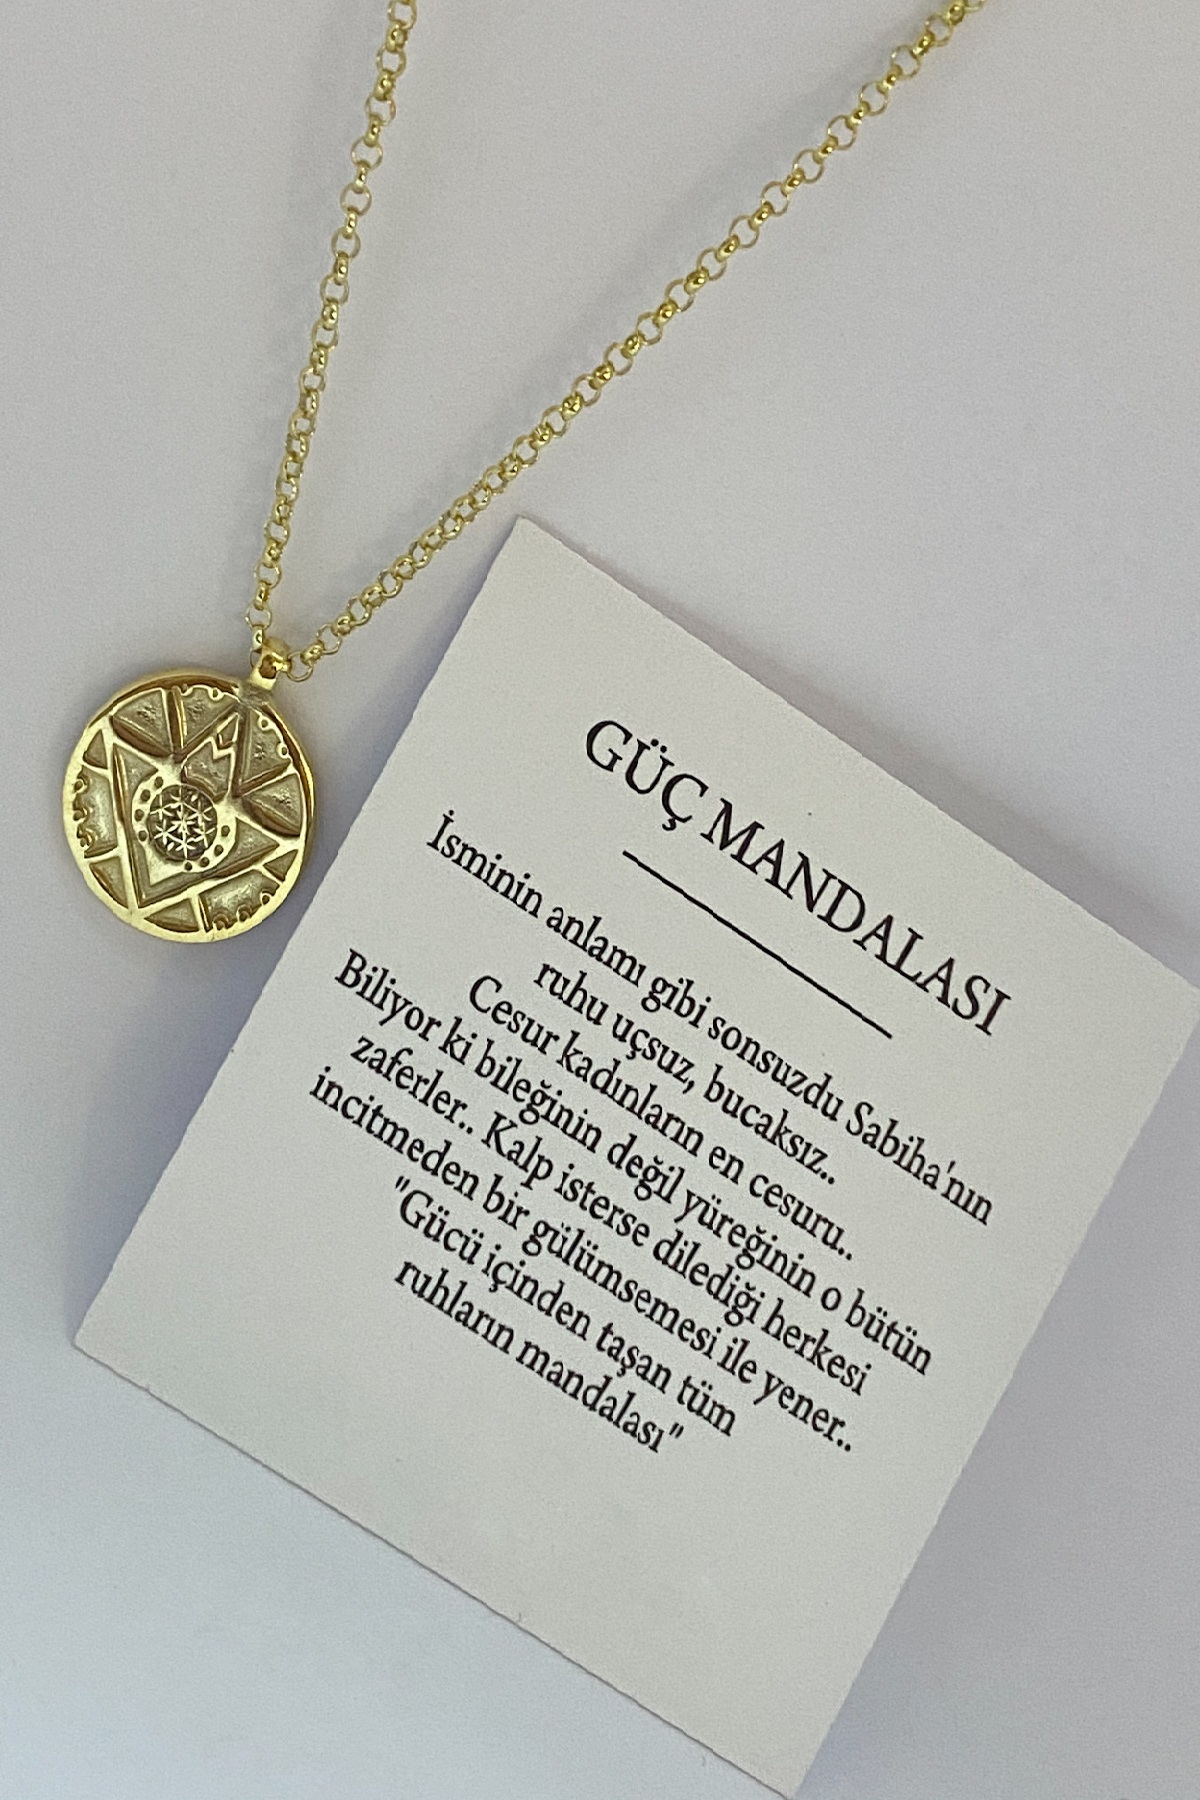 GÜÇ MANDALASI
İsminin anlamı gibi sonsuzdu Sabiha'nın
ruhu uçsuz, bucaksız..
Cesur kadınların en cesuru..
Biliyor ki bileğinin değil yüreğinin o bütün
zaferler.. Kalp isterse dilediği herkesi
incitmeden bir gülümsemesi ile yener..
"Gücü içinden taşan tüm
ruhların mandalası"